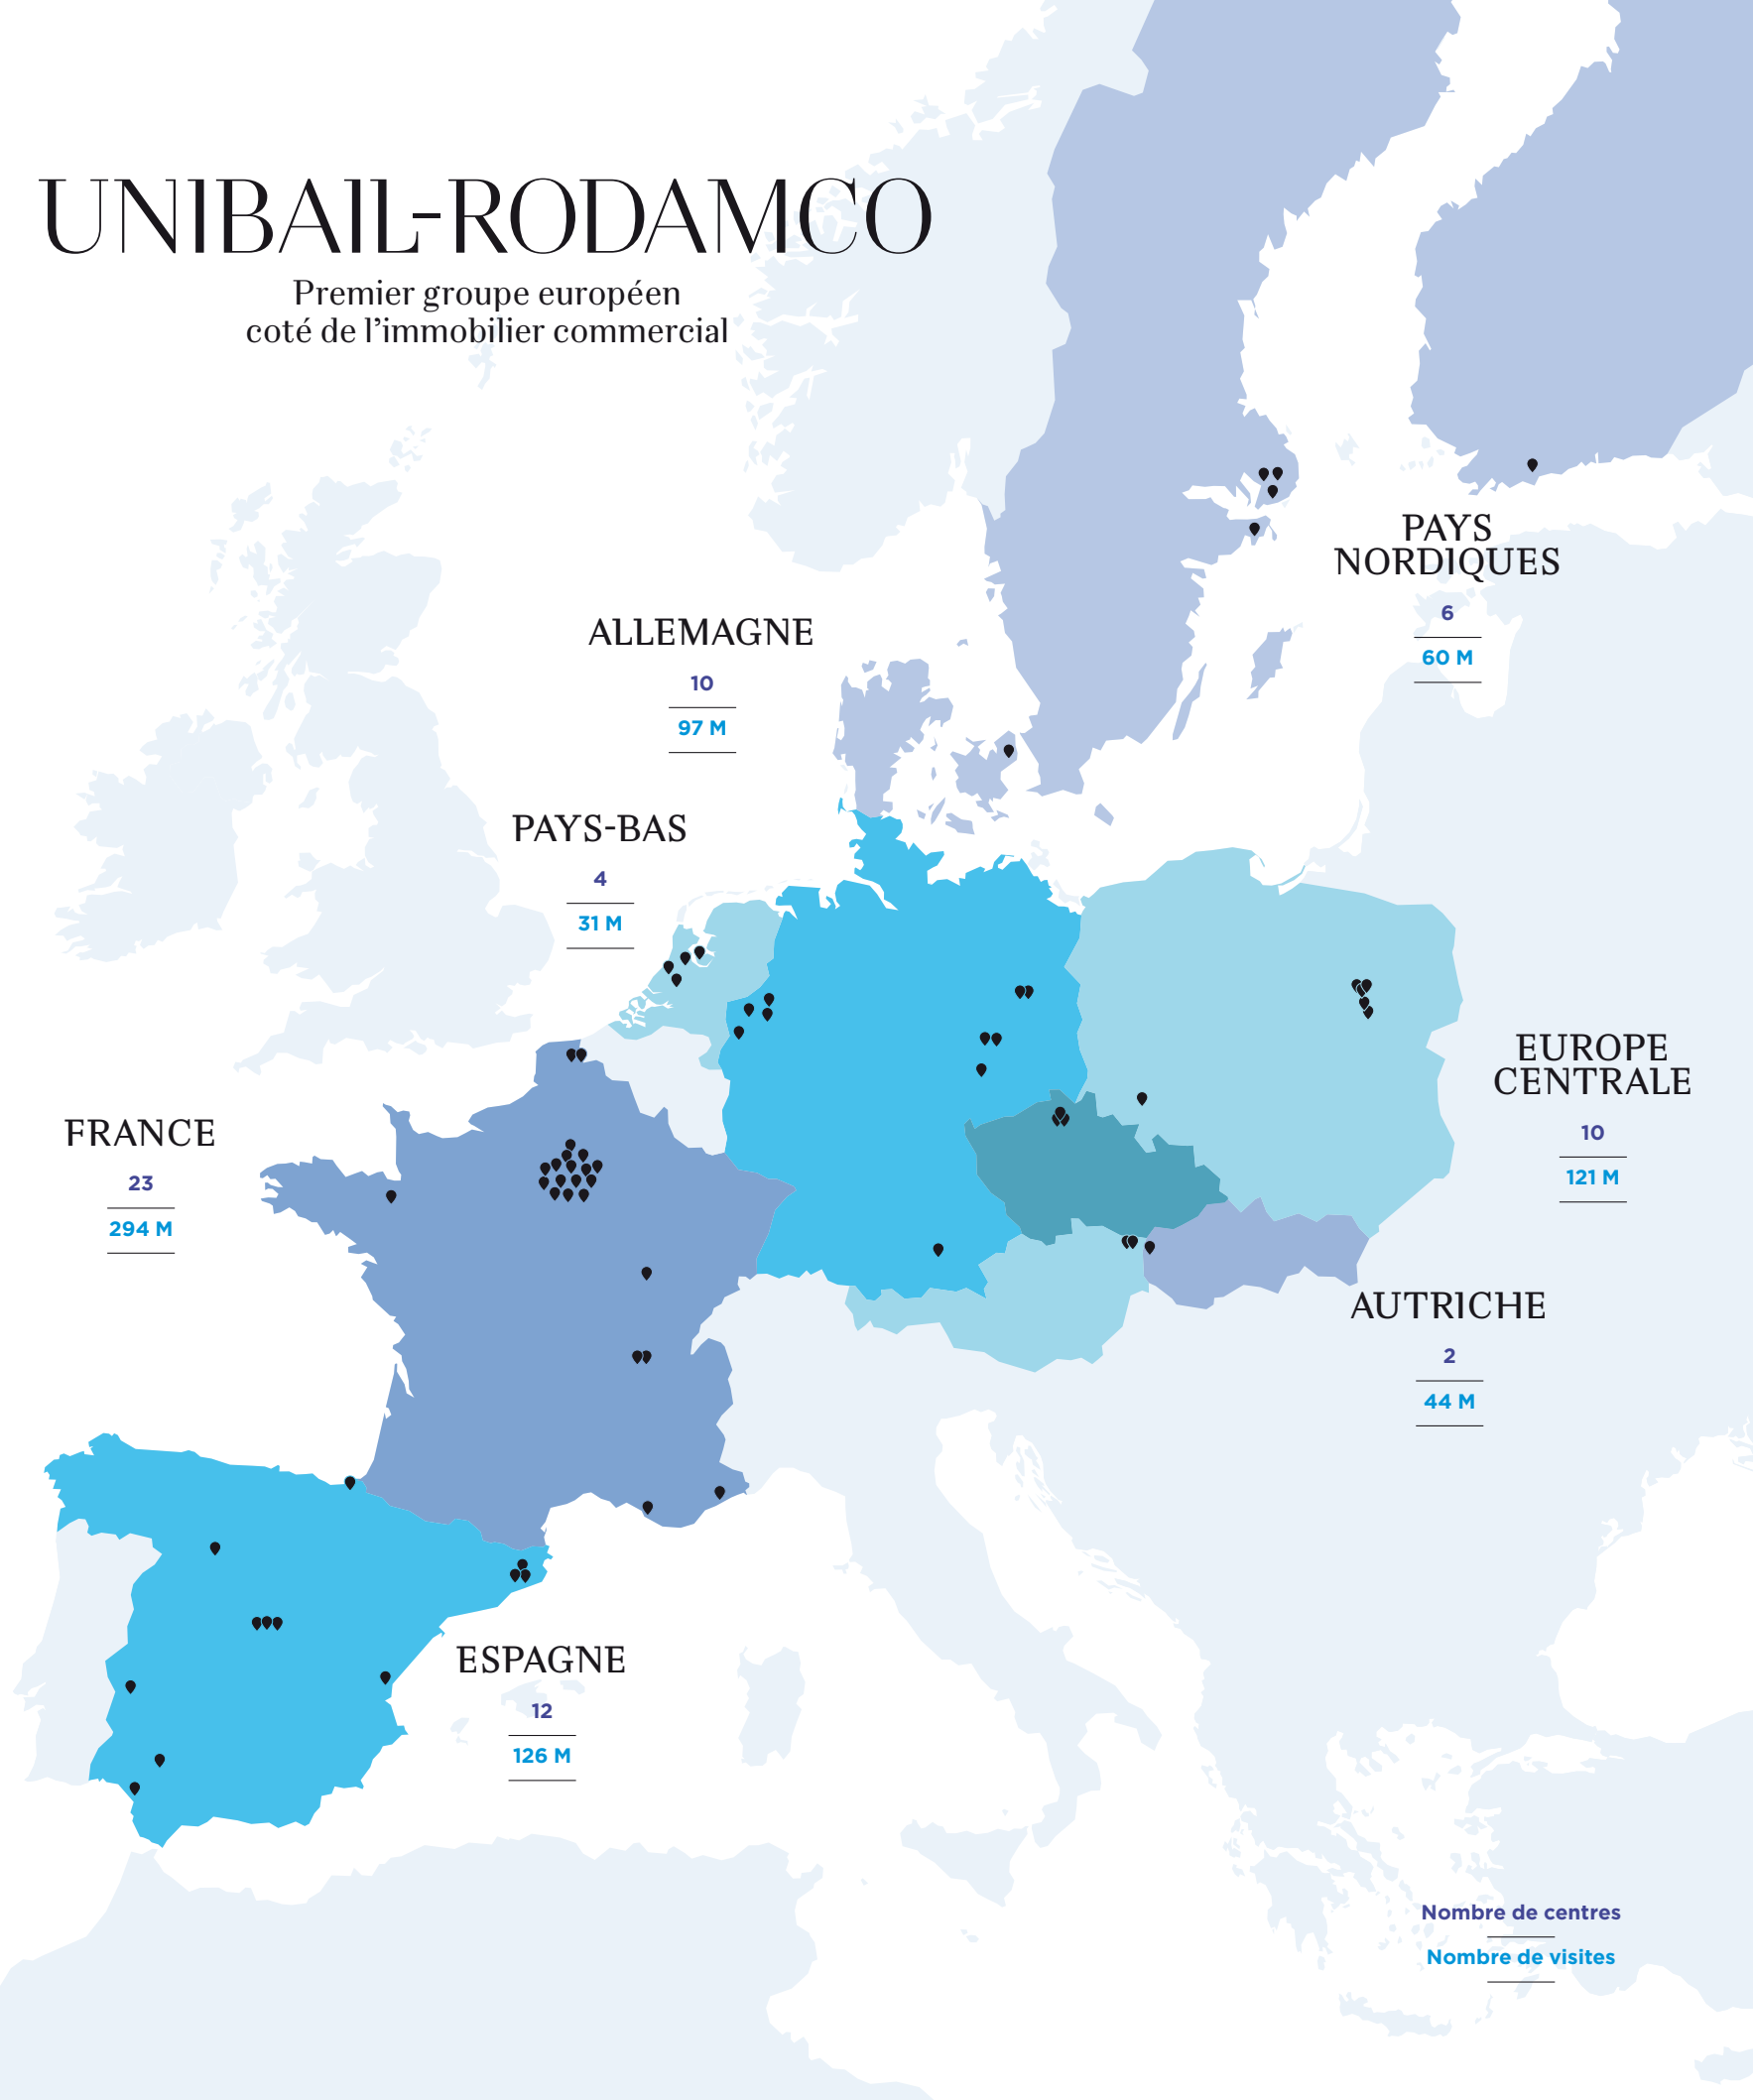 UNIBAIL-RODAMCO
Premier groupe européen
coté de l'immobilier commercial
PAYS
NORDIQUES
6
60 M
ALLEMAGNE
10
97 M
PAYS-BAS
4
31 M
EUROPE
CENTRALE
10
121 M
FRANCE
23
294 M
AUTRICHE
2
44 M
ESPAGNE
12
126 M
Nombre de centres
Nombre de visites